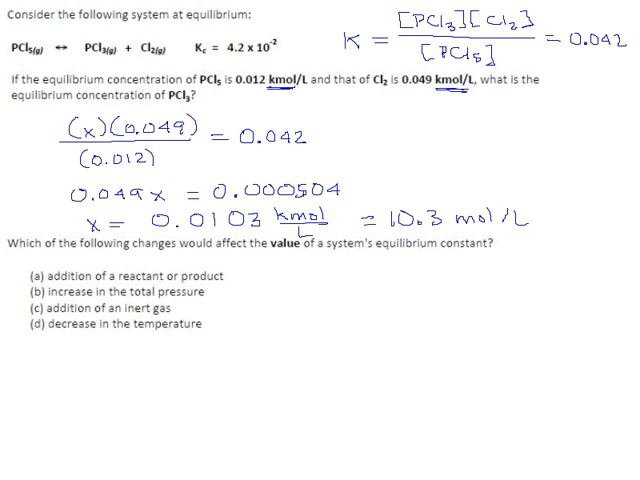 Consider the following system at equilibrium:
PCl₅(g) ↔ PCl₃(g) + Cl₂(g) K꜀ = 4.2 x 10⁻²
K = [PCl₃][Cl₂] / [PCl₅] = 0.042
If the equilibrium concentration of PCl₅ is 0.012 kmol/L and that of Cl₂ is 0.049 kmol/L, what is the
equilibrium concentration of PCl₃?
(x)(0.049) / (0.012) = 0.042
0.049x = 0.000504
x = 0.0103 kmol/L = 10.3 mol/L
Which of the following changes would affect the value of a system's equilibrium constant?
(a) addition of a reactant or product
(b) increase in the total pressure
(c) addition of an inert gas
(d) decrease in the temperature